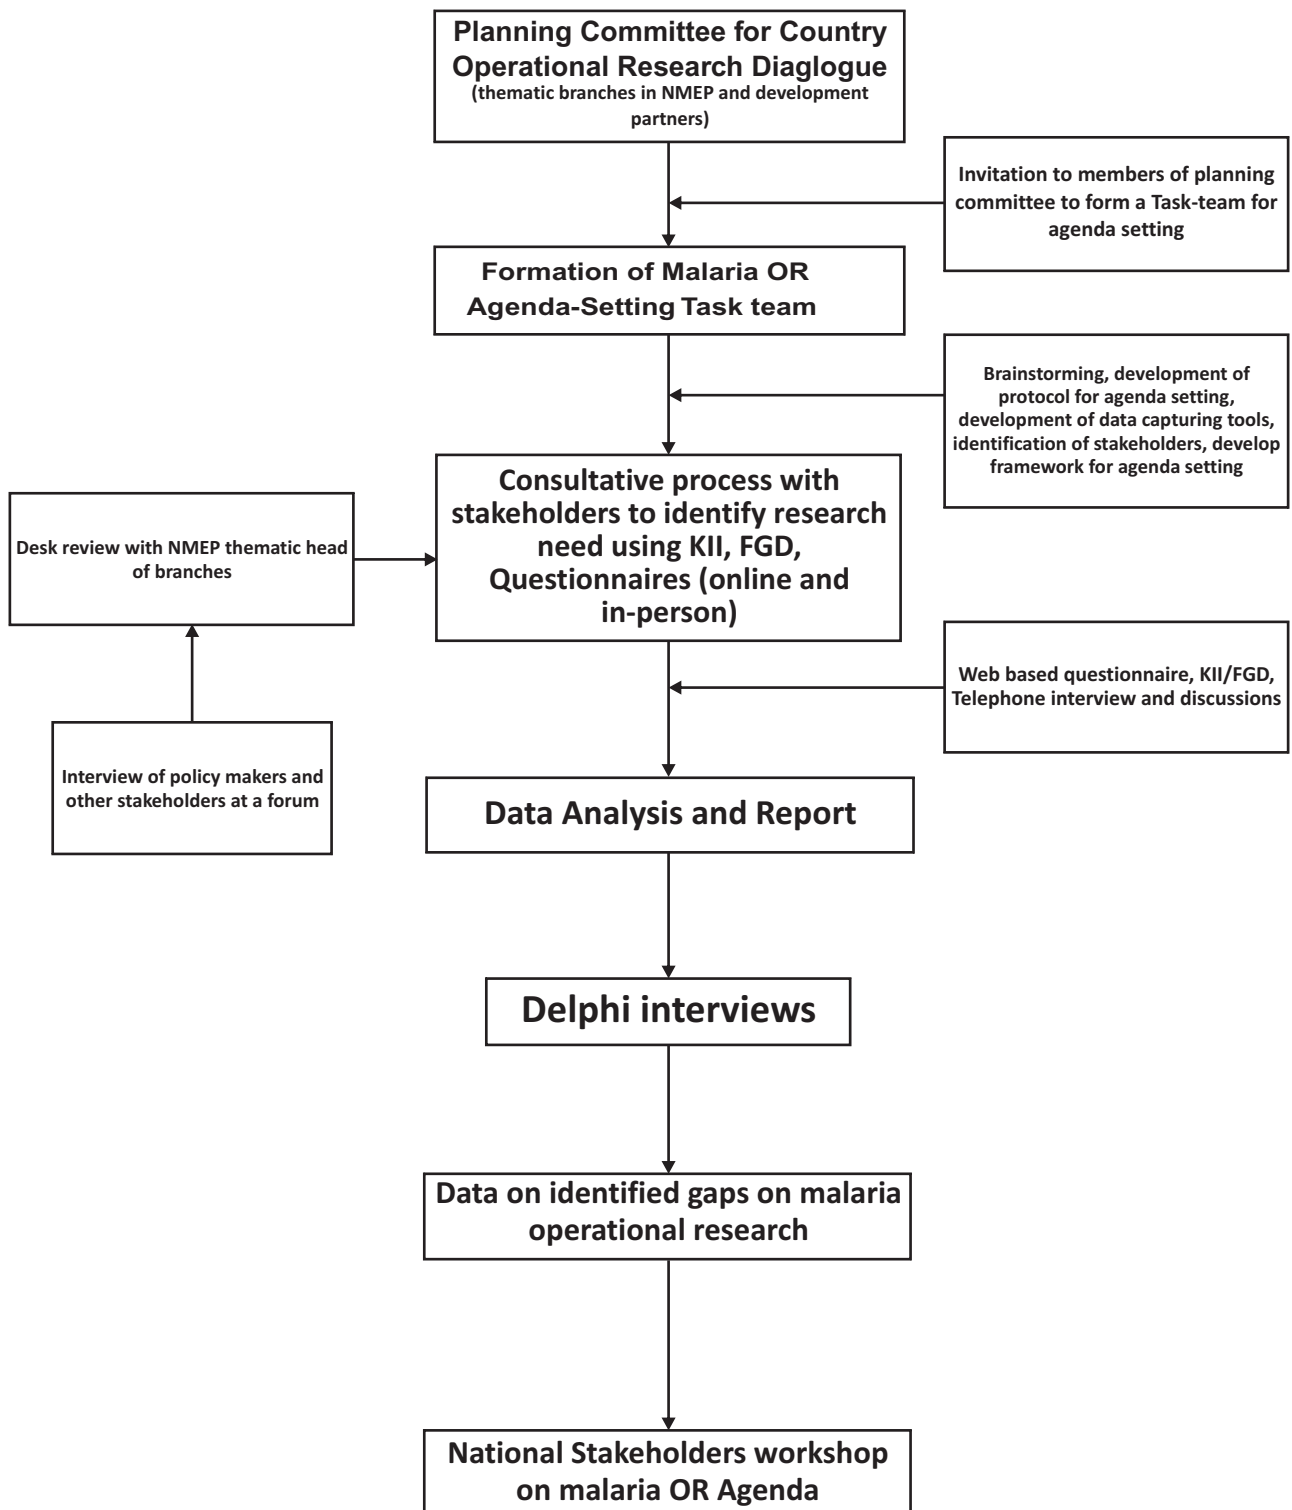 Planning Committee for Country
Operational Research Diaglogue
(thematic branches in NMEP and development
partners)
Invitation to members of planning
committee to form a Task-team for
agenda setting
Formation of Malaria OR
Agenda-Setting Task team
Brainstorming, development of
protocol for agenda setting,
development of data capturing tools,
identification of stakeholders, develop
framework for agenda setting
Consultative process with
stakeholders to identify research
need using KII, FGD,
Questionnaires (online and
in-person)
Desk review with NMEP thematic head
of branches
Web based questionnaire, KII/FGD,
Telephone interview and discussions
Interview of policy makers and
other stakeholders at a forum
Data Analysis and Report
Delphi interviews
Data on identified gaps on malaria
operational research
National Stakeholders workshop
on malaria OR Agenda